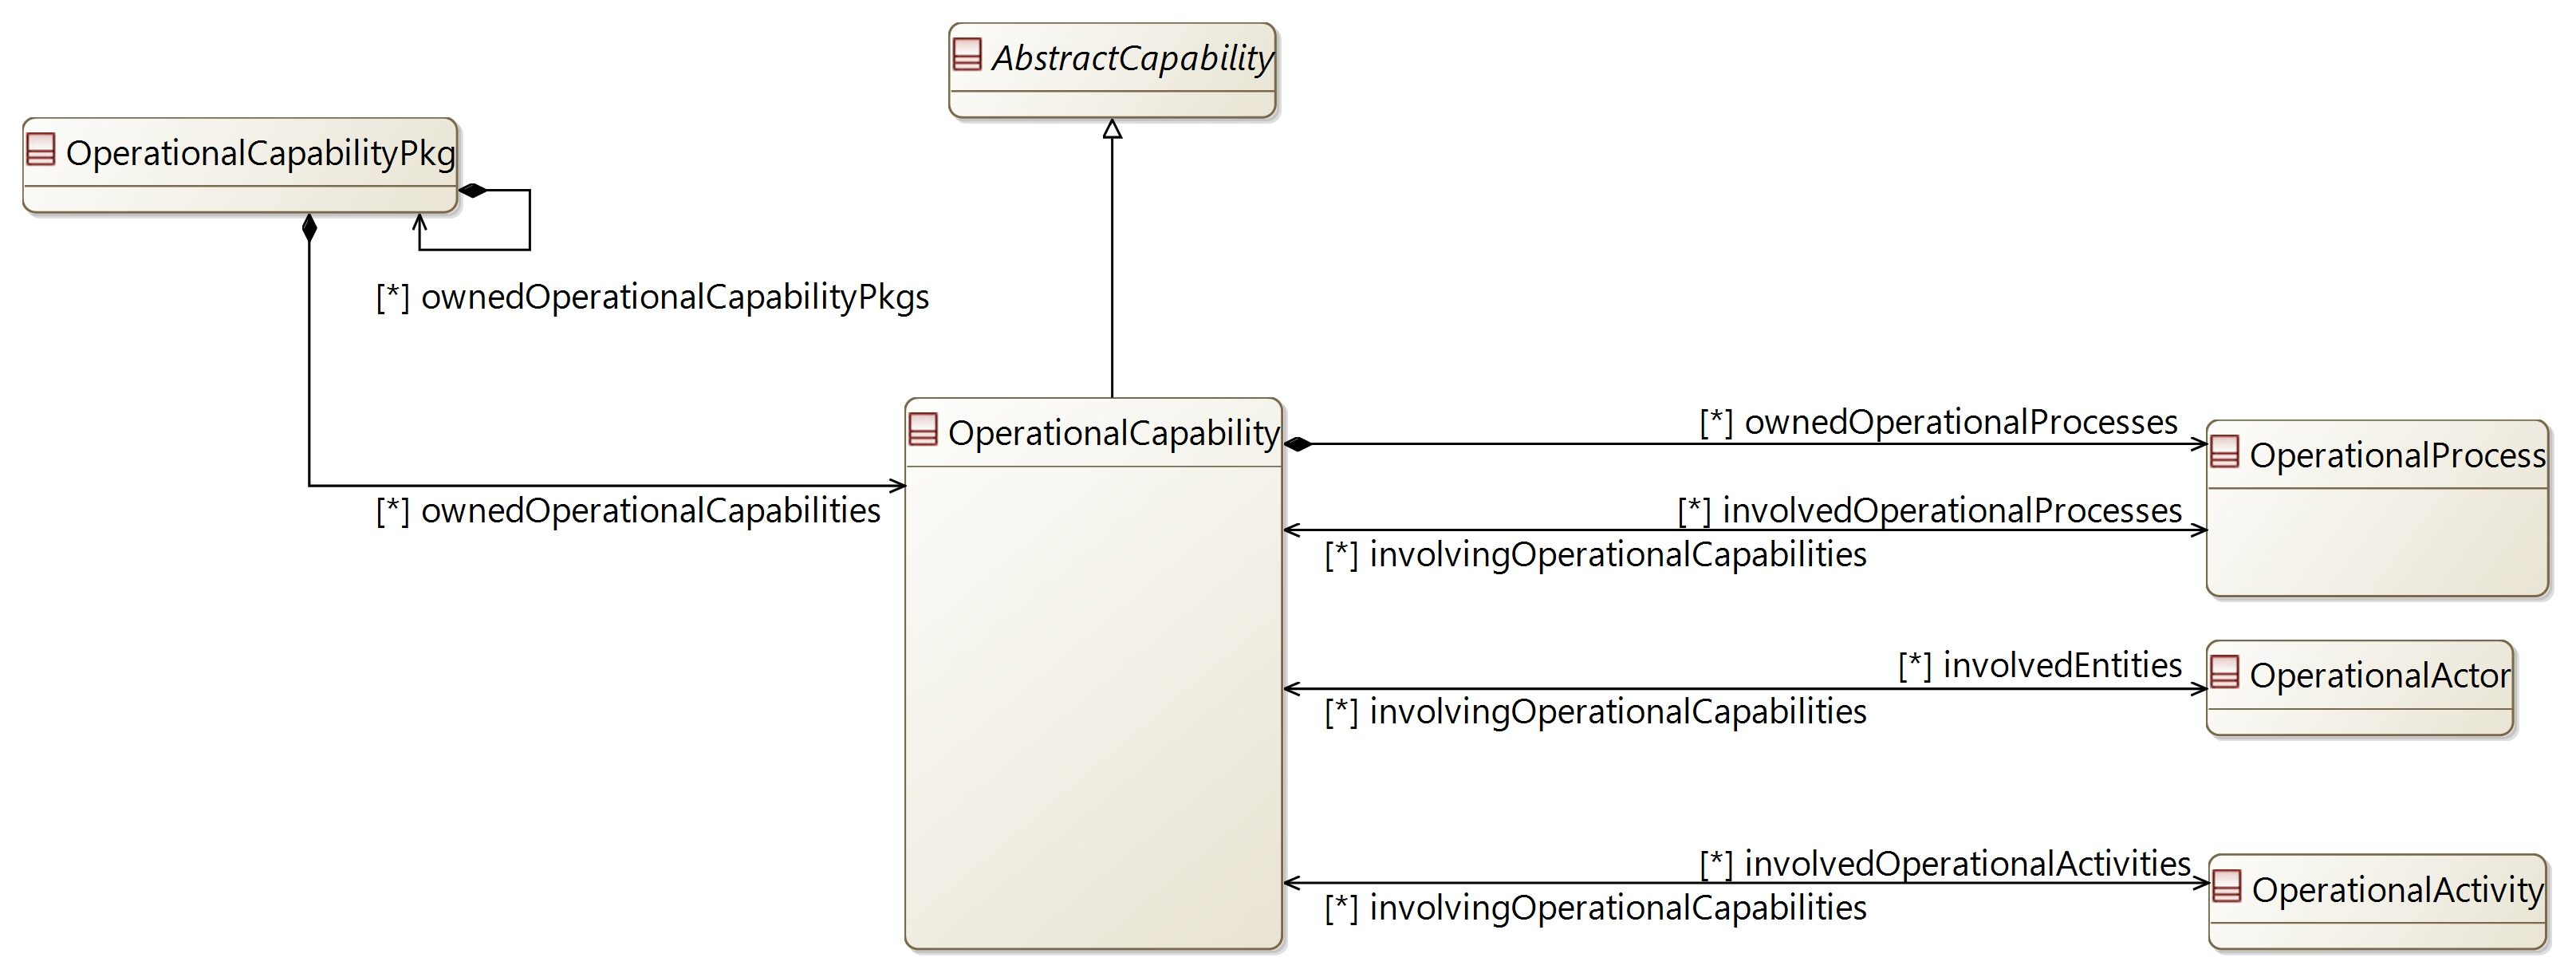 AbstractCapability
OperationalCapabilityPkg
[*] ownedOperationalCapabilityPkgs
OperationalCapability
[*] ownedOperationalCapabilities
[*] ownedOperationalProcesses
OperationalProcess
[*] involvedOperationalProcesses
[*] involvingOperationalCapabilities
[*] involvedEntities
OperationalActor
[*] involvingOperationalCapabilities
[*] involvedOperationalActivities
OperationalActivity
[*] involvingOperationalCapabilities